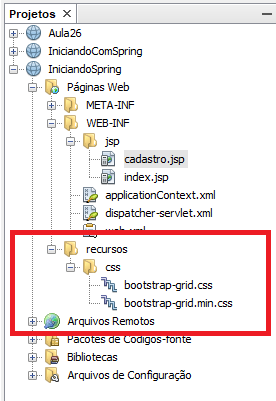 Projetos
Aula26
IniciandoComSpring
IniciandoSpring
Páginas Web
META-INF
WEB-INF
jsp
cadastro.jsp
index.jsp
applicationContext.xml
dispatcher-servlet.xml
web.xml
recursos
css
bootstrap-grid.css
bootstrap-grid.min.css
Arquivos Remotos
Pacotes de Códigos-fonte
Bibliotecas
Arquivos de Configuração